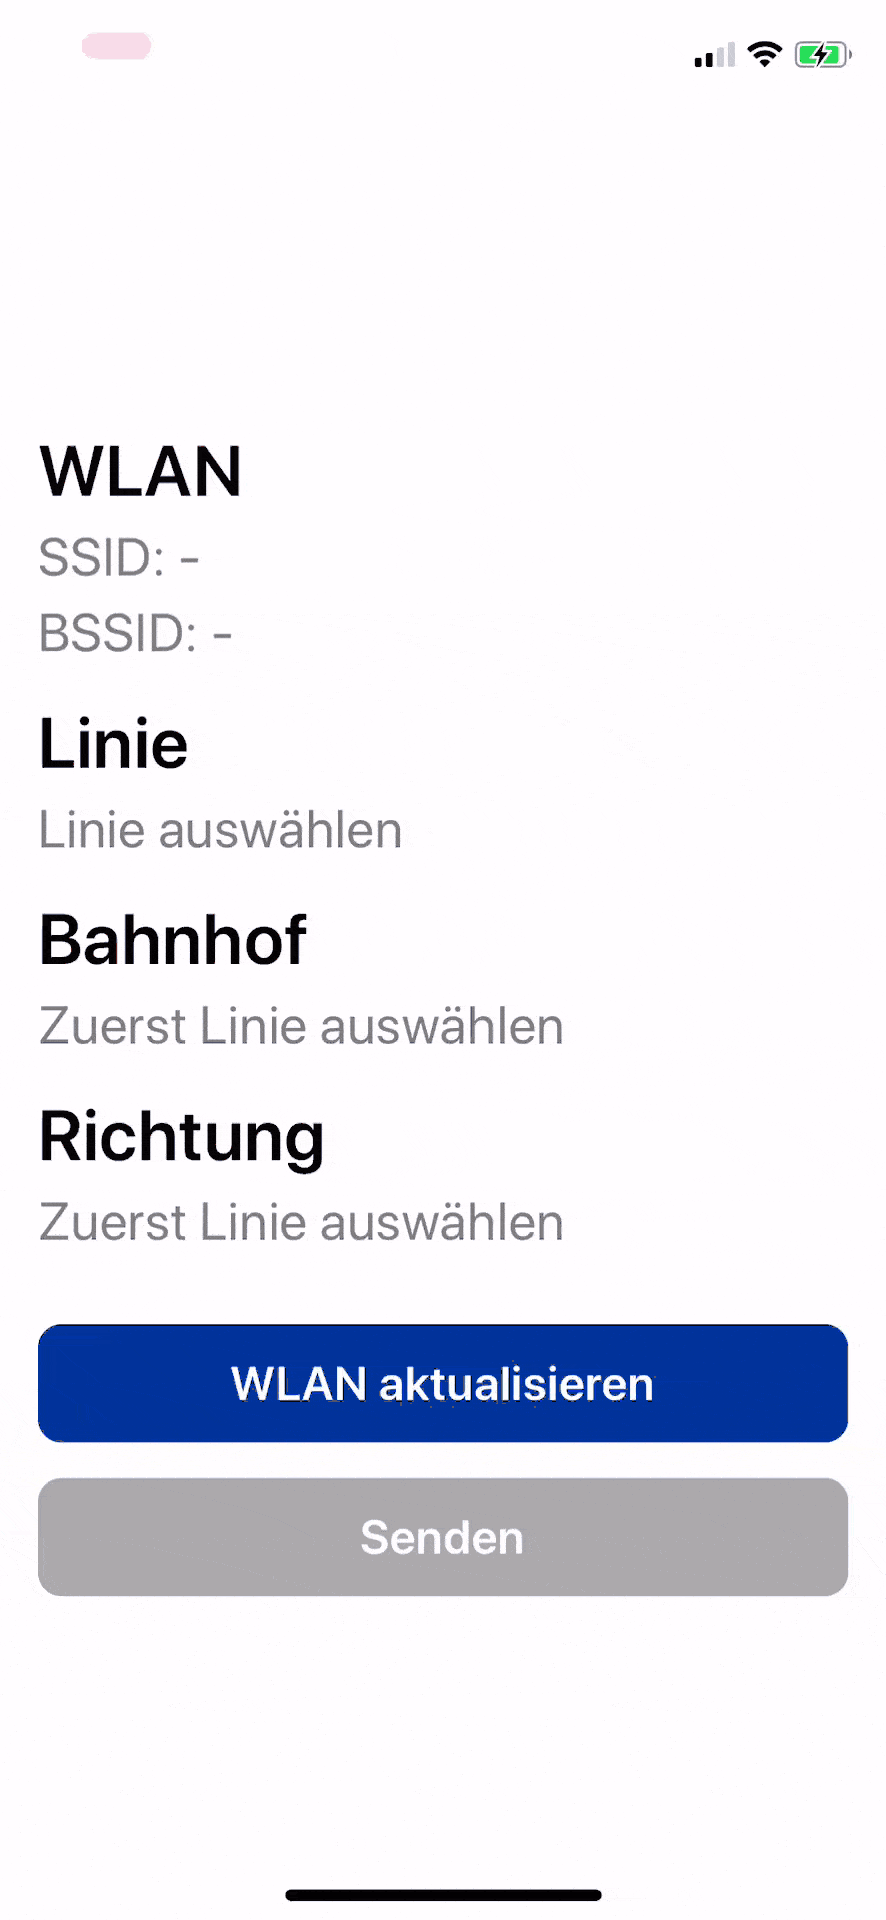 WLAN
SSID: -
BSSID: -
Linie
Linie auswählen
Bahnhof
Zuerst Linie auswählen
Richtung
Zuerst Linie auswählen
WLAN aktualisieren
Senden